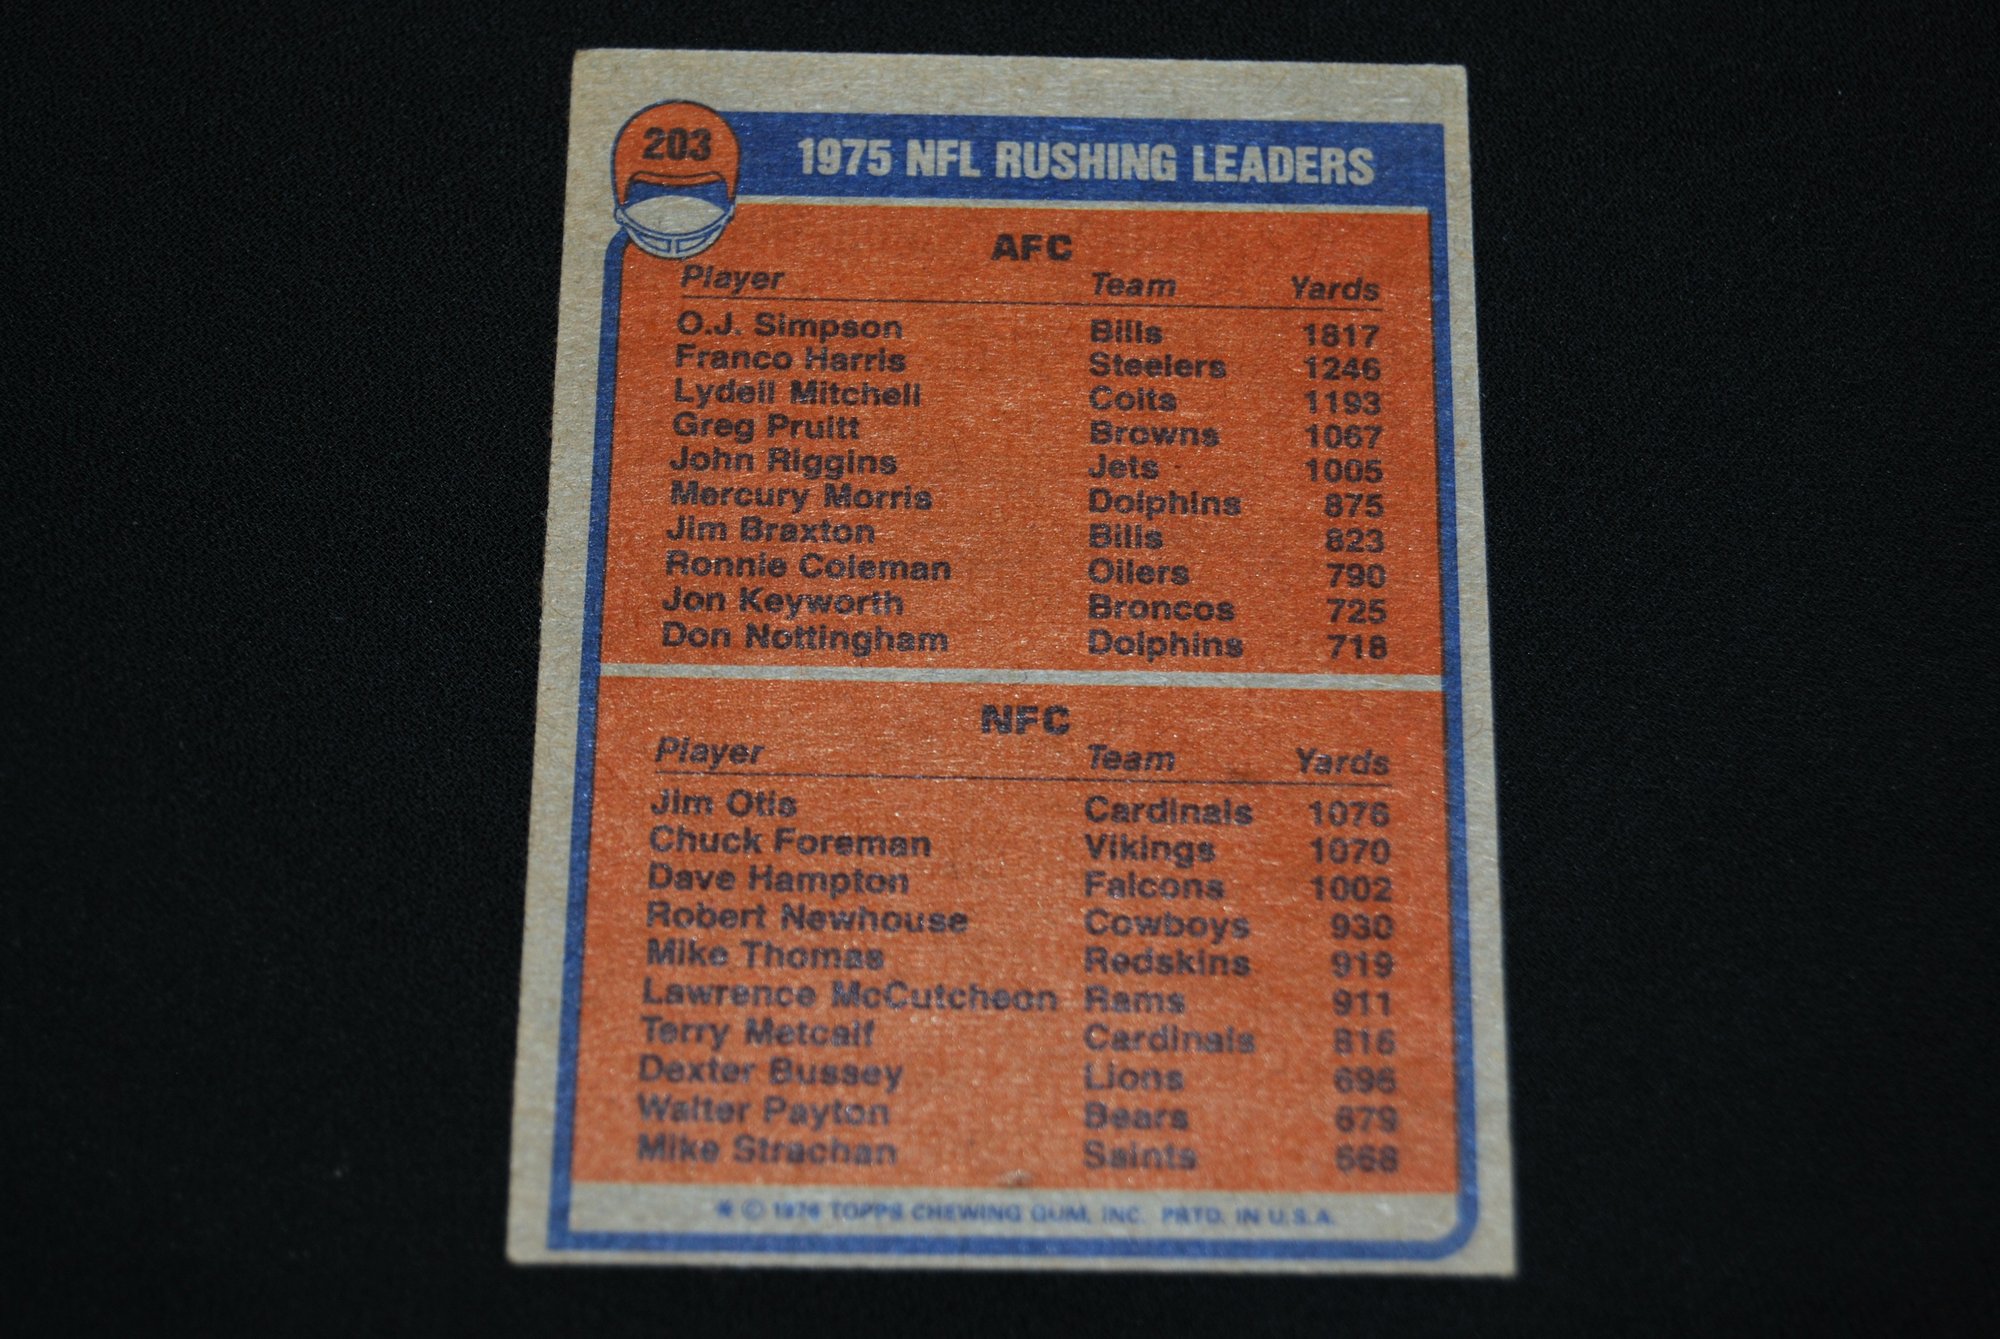 203
1975 NFL RUSHING LEADERS
AFC
Player Team Yards
O.J. Simpson Bills 1817
Franco Harris Steelers 1246
Lydell Mitchell Colts 1193
Greg Pruitt Browns 1067
John Riggins Jets 1005
Mercury Morris Dolphins 875
Jim Braxton Bills 823
Ronnie Coleman Oilers 790
Jon Keyworth Broncos 725
Don Nottingham Dolphins 718
NFC
Player Team Yards
Jim Otis Cardinals 1076
Chuck Foreman Vikings 1070
Dave Hampton Falcons 1002
Robert Newhouse Cowboys 930
Mike Thomas Redskins 919
Lawrence McCutcheon Rams 911
Terry Metcalf Cardinals 816
Dexter Bussey Lions 696
Walter Payton Bears 679
Mike Strachan Saints 668
* © 1976 TOPPS CHEWING GUM, INC. PRTD. IN U.S.A.